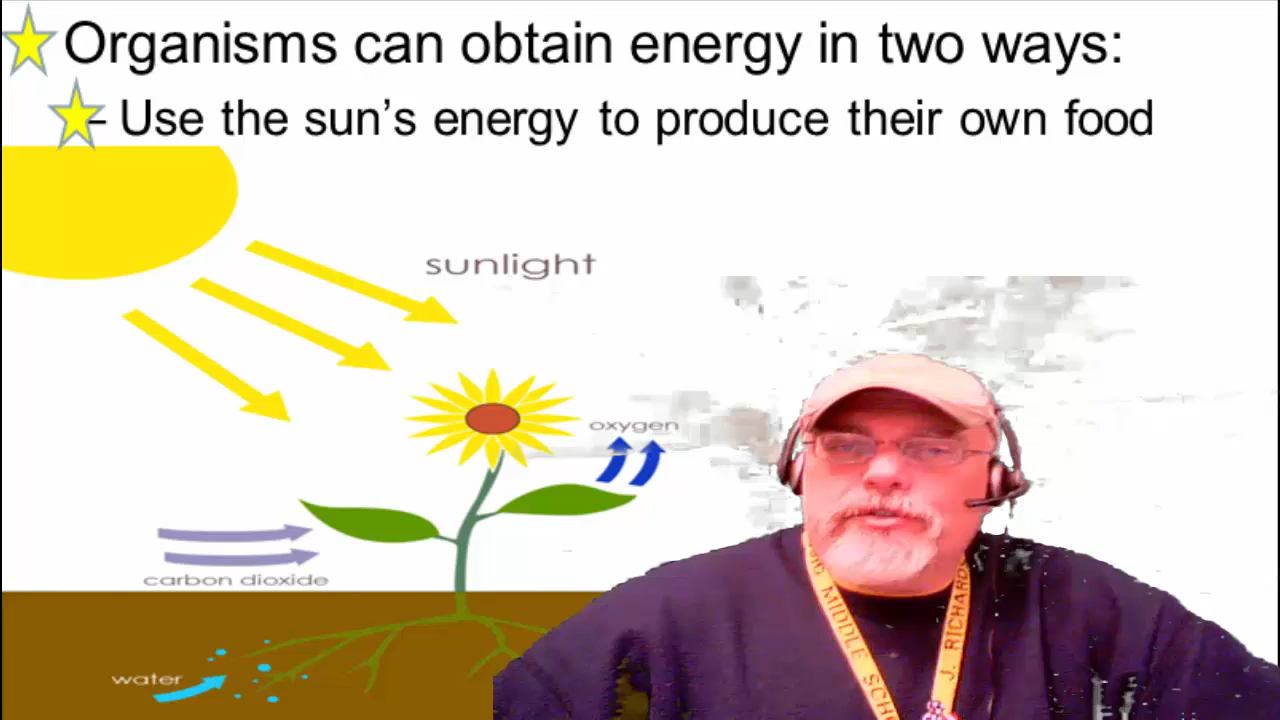 Organisms can obtain energy in two ways:
– Use the sun's energy to produce their own food
sunlight
oxygen
carbon dioxide
water
MIDDLE
J. RICHARDS